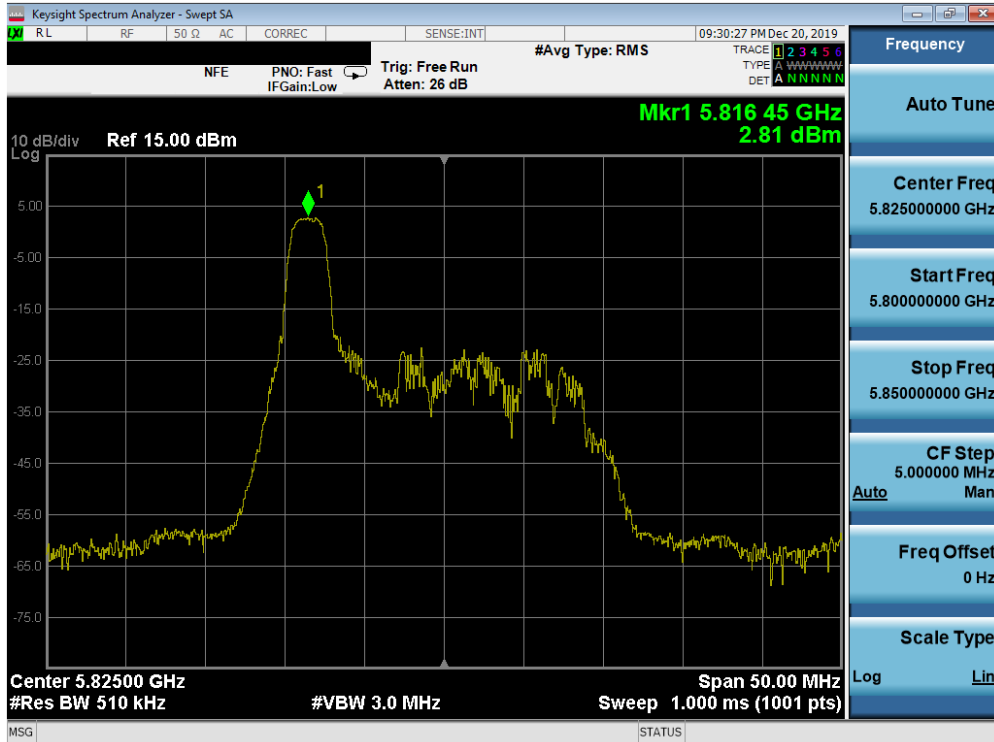 Keysight Spectrum Analyzer - Swept SA
LXI RL RF 50 Ω AC CORREC SENSE:INT 09:30:27 PM Dec 20, 2019
NFE PNO: Fast IFGain:Low Trig: Free Run Atten: 26 dB #Avg Type: RMS
TRACE 1 2 3 4 5 6
TYPE A WWWWW
DET A N N N N N
Mkr1 5.816 45 GHz
2.81 dBm
10 dB/div Ref 15.00 dBm
Log
1
5.00
-5.00
-15.0
-25.0
-35.0
-45.0
-55.0
-65.0
-75.0
Center 5.82500 GHz Span 50.00 MHz
#Res BW 510 kHz #VBW 3.0 MHz Sweep 1.000 ms (1001 pts)
MSG STATUS
Frequency
Auto Tune
Center Freq
5.825000000 GHz
Start Freq
5.800000000 GHz
Stop Freq
5.850000000 GHz
CF Step
5.000000 MHz
Auto Man
Freq Offset
0 Hz
Scale Type
Log Lin